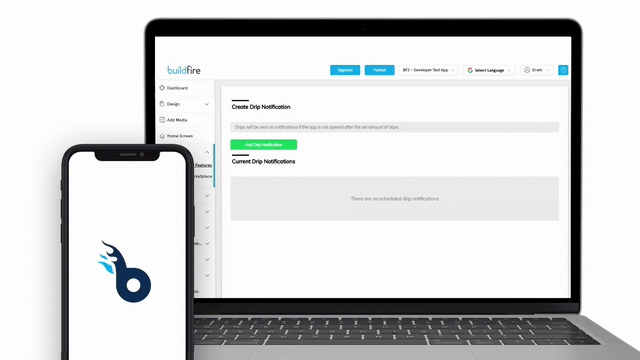 buildfire
Upgrade
Publish
BF3 - Developer Test App
Select Language
Erwin
Dashboard
Design
Add Media
Home Screen
Features
Create Drip Notification
Drips will be sent as notifications if the app is not opened after the set amount of days.
Add Drip Notification
Current Drip Notifications
There are no scheduled drip notifications